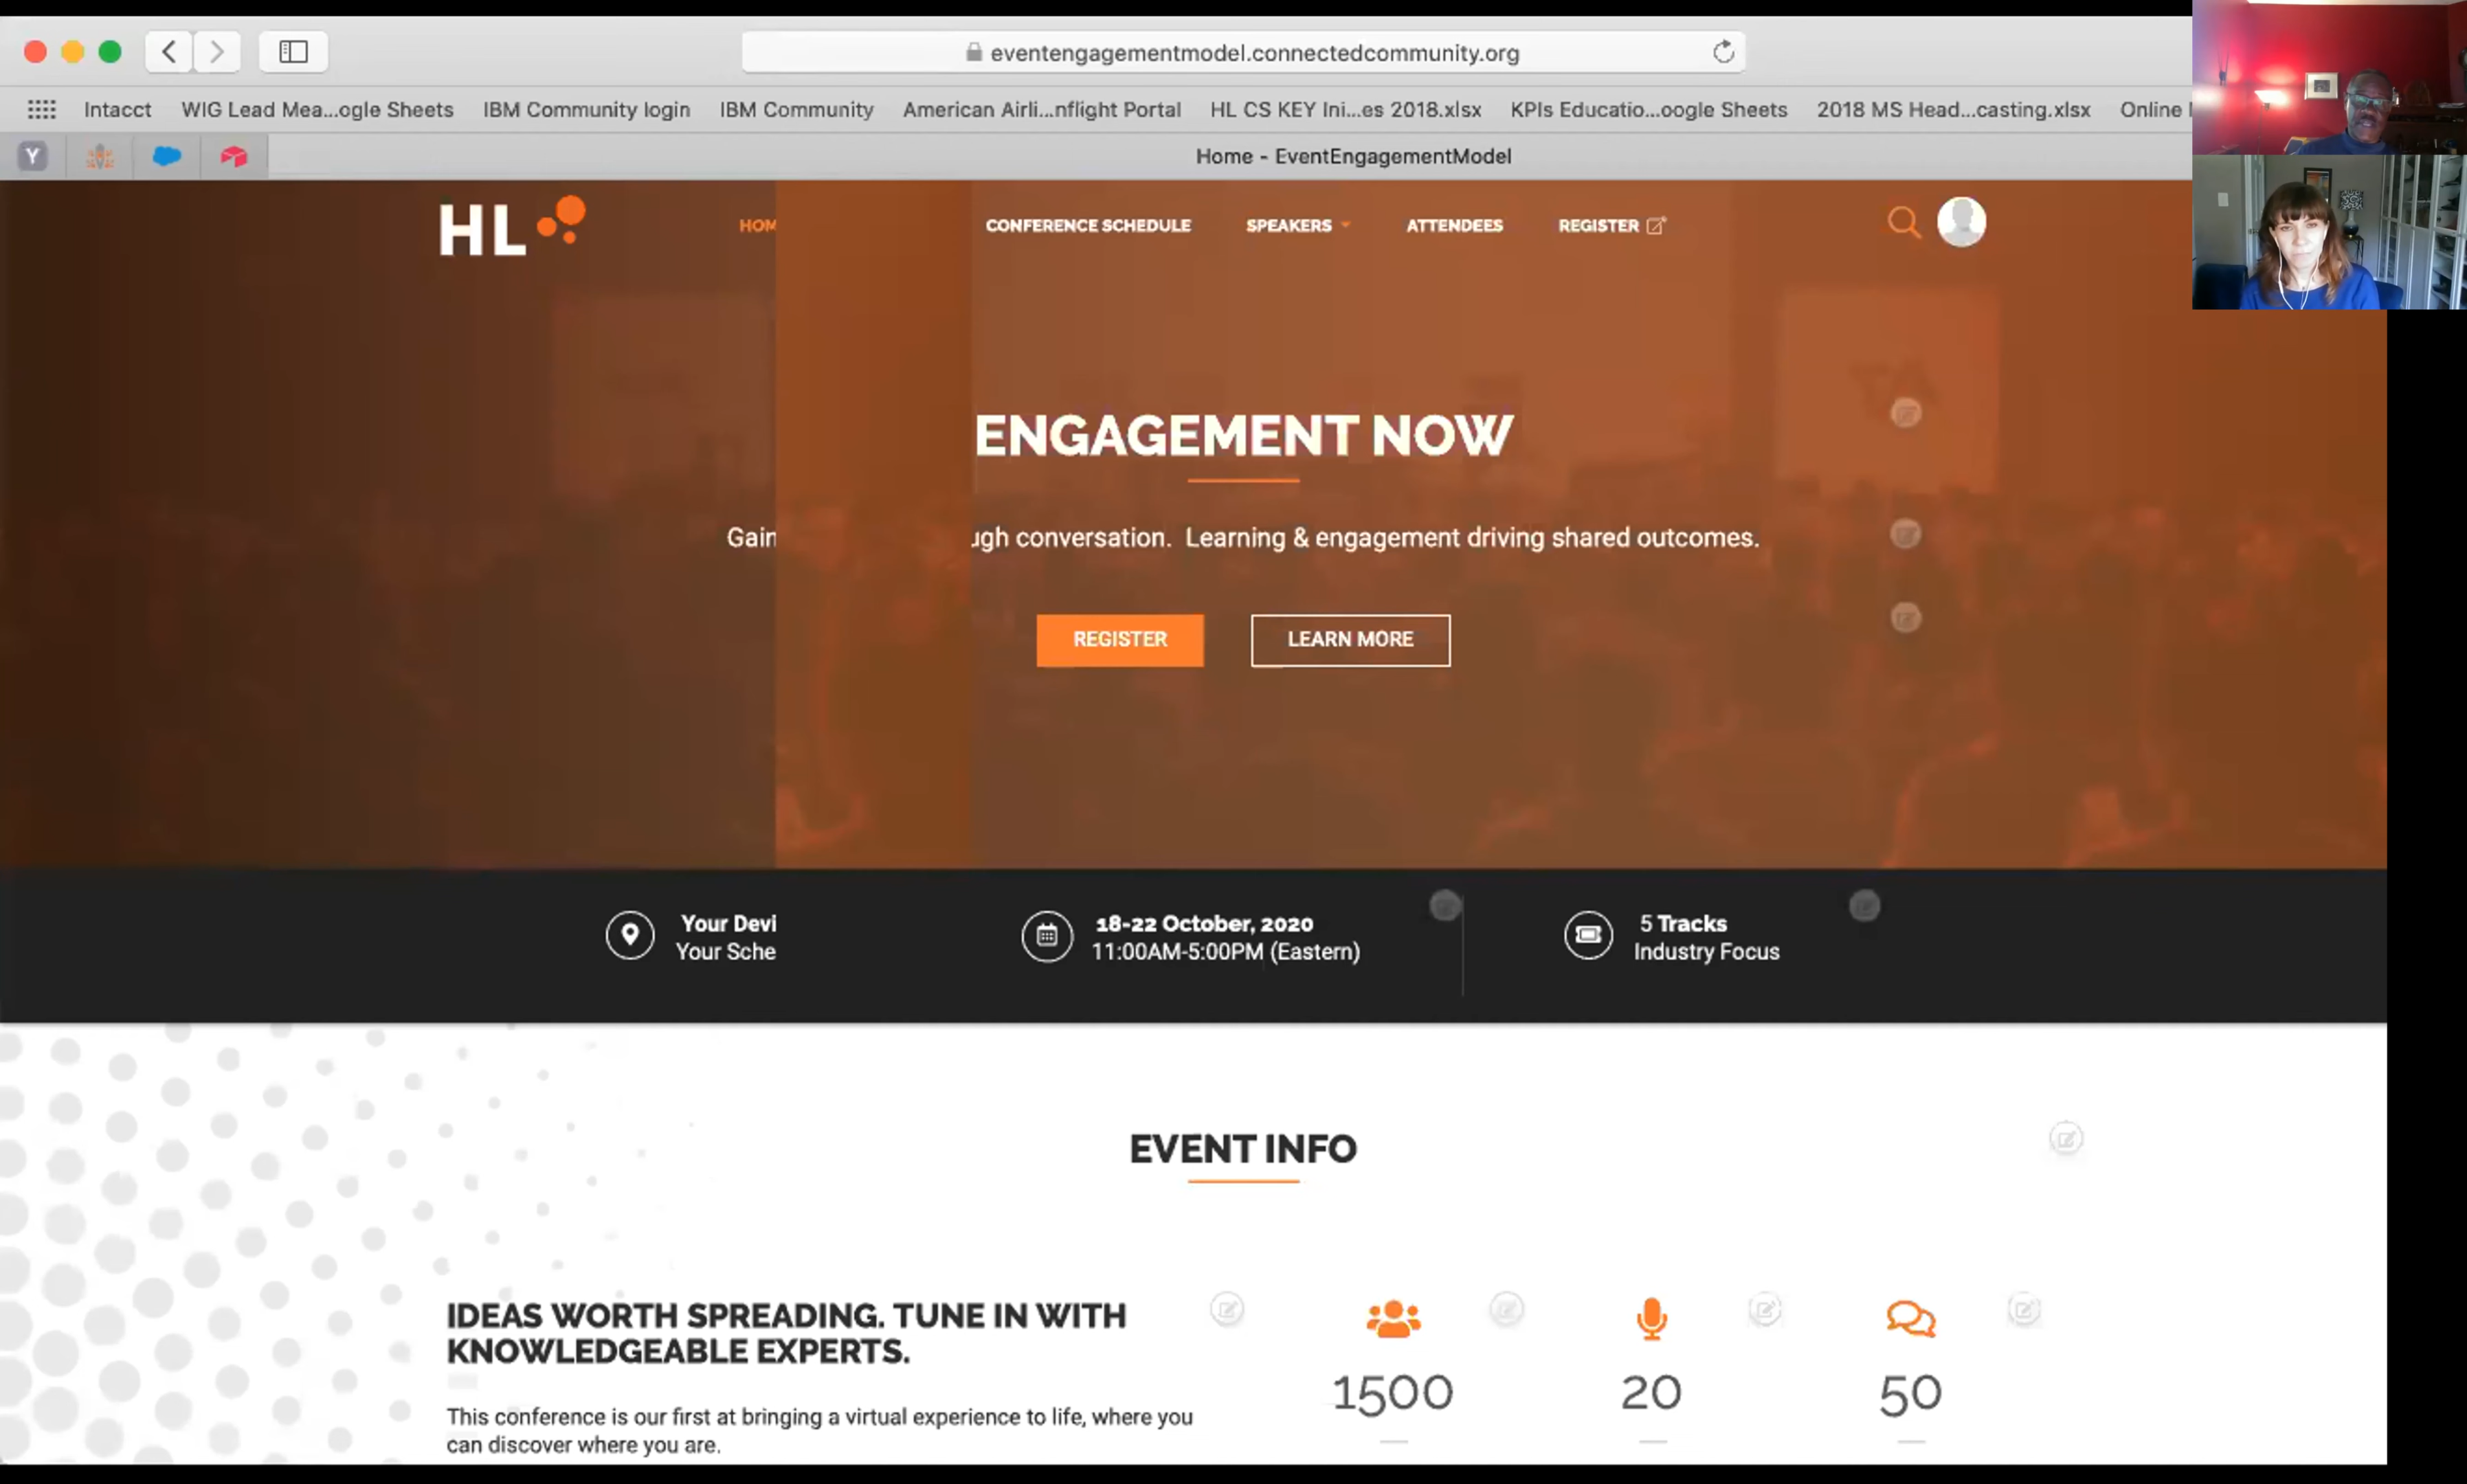 eventengagementmodel.connectedcommunity.org
Intacct WIG Lead Mea...ogle Sheets IBM Community login IBM Community American Airli...nflight Portal HL CS KEY Ini...es 2018.xlsx KPIs Educatio...oogle Sheets 2018 MS Head...casting.xlsx Online
Y
Home - EventEngagementModel
HL
HOM CONFERENCE SCHEDULE SPEAKERS ATTENDEES REGISTER
ENGAGEMENT NOW
Gain ugh conversation. Learning & engagement driving shared outcomes.
REGISTER LEARN MORE
Your Devi
Your Sche
18-22 October, 2020
11:00AM-5:00PM (Eastern)
5 Tracks
Industry Focus
EVENT INFO
IDEAS WORTH SPREADING. TUNE IN WITH
KNOWLEDGEABLE EXPERTS.
This conference is our first at bringing a virtual experience to life, where you
can discover where you are.
1500 20 50